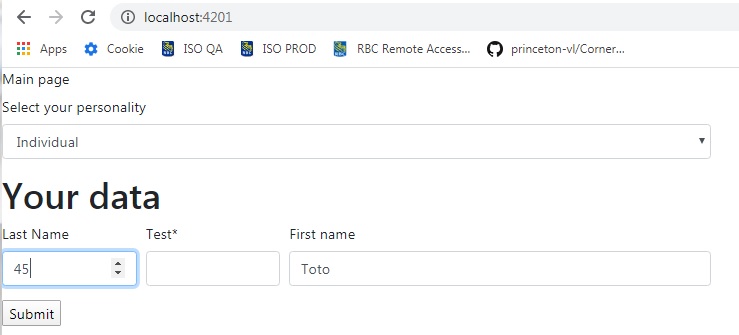 localhost:4201
Apps Cookie ISO QA ISO PROD RBC Remote Access... princeton-vl/Corner...
Main page
Select your personality
Individual
Your data
Last Name Test* First name
45 Toto
Submit